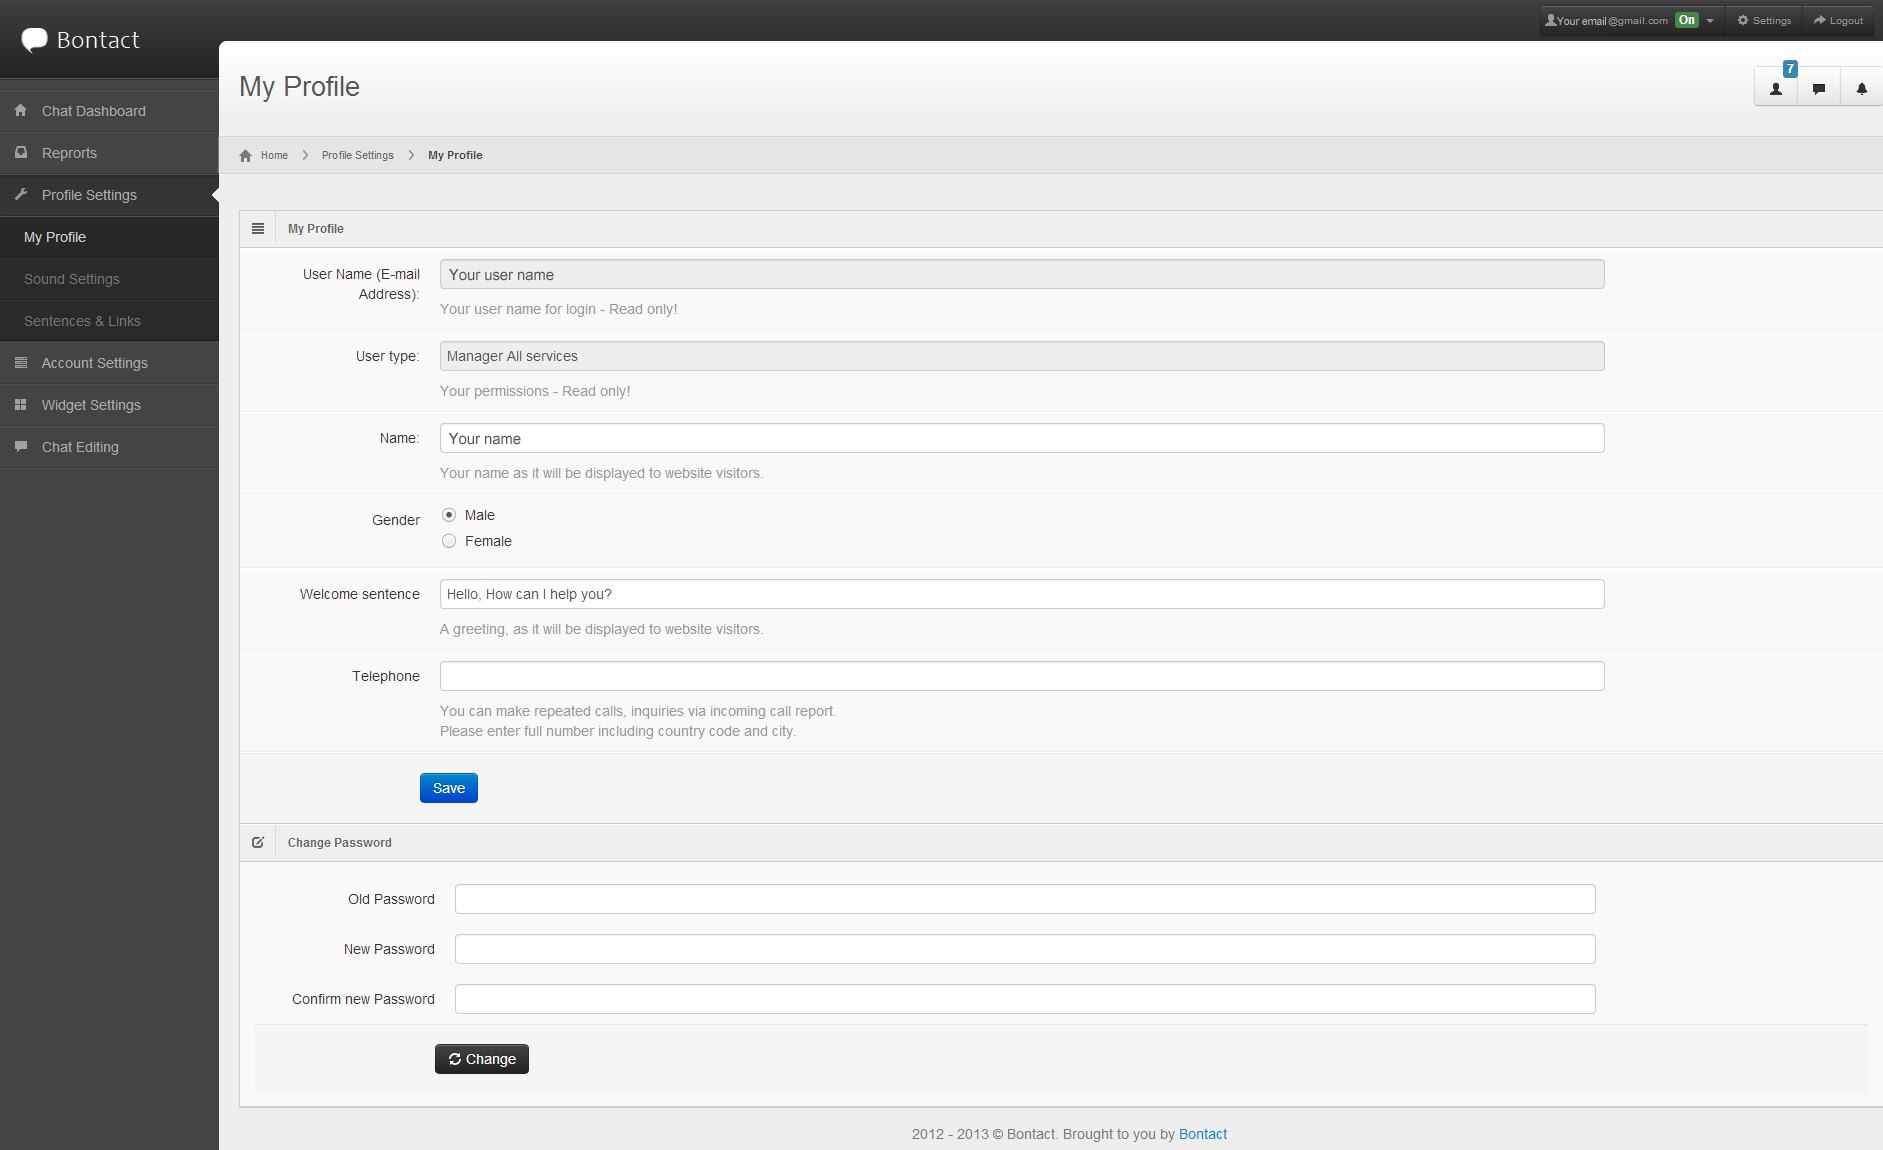 Bontact
Your email@gmail.com On Settings Logout
My Profile
7
Chat Dashboard
Reprorts
Profile Settings
My Profile
Sound Settings
Sentences & Links
Account Settings
Widget Settings
Chat Editing
Home Profile Settings My Profile
My Profile
User Name (E-mail
Address):
Your user name
Your user name for login - Read only!
User type:
Manager All services
Your permissions - Read only!
Name:
Your name
Your name as it will be displayed to website visitors.
Gender
Male
Female
Welcome sentence
Hello, How can I help you?
A greeting, as it will be displayed to website visitors.
Telephone
You can make repeated calls, inquiries via incoming call report.
Please enter full number including country code and city.
Save
Change Password
Old Password
New Password
Confirm new Password
Change
2012 - 2013 © Bontact. Brought to you by Bontact